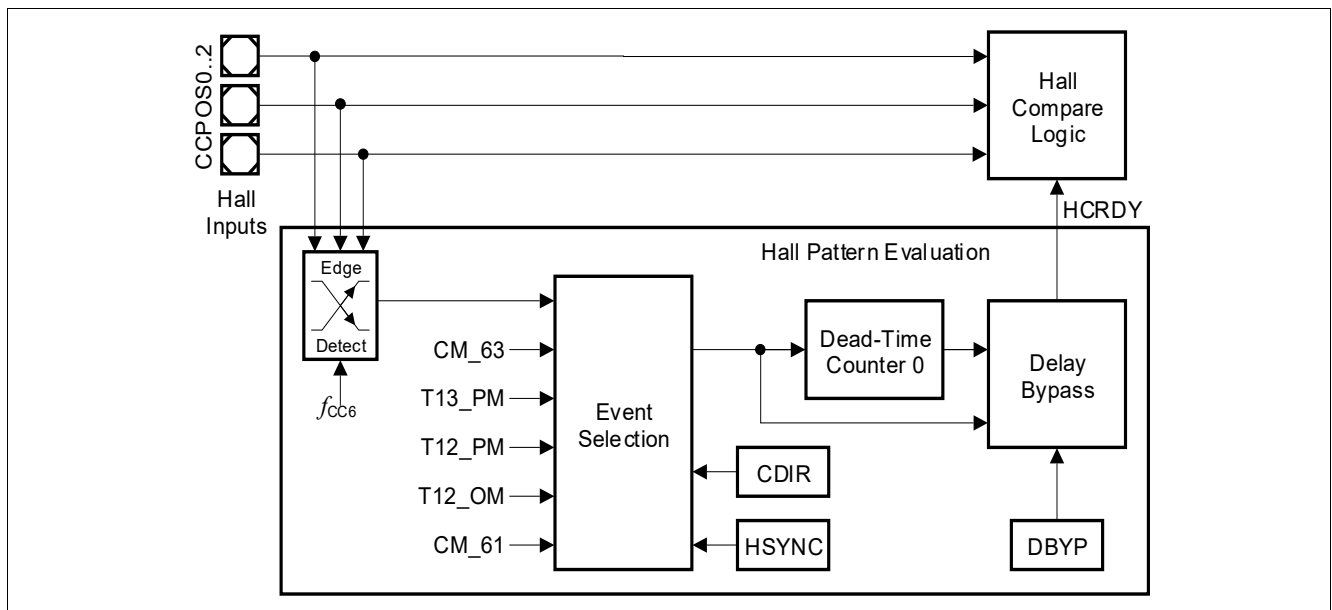 CCPOS0..2
Hall
Inputs
Hall
Compare
Logic
HCRDY
Hall Pattern Evaluation
Edge
Detect
fCC6
CM_63
T13_PM
T12_PM
T12_OM
CM_61
Event
Selection
Dead-Time
Counter 0
Delay
Bypass
CDIR
HSYNC
DBYP